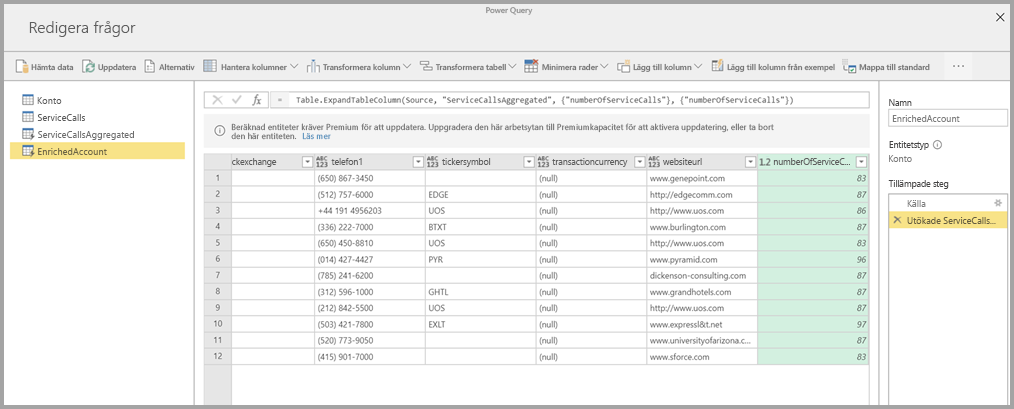 Power Query
Redigera frågor
Hämta data Uppdatera Alternativ Hantera kolumner Transformera kolumn Transformera tabell Minimera rader Lägg till kolumn Lägg till kolumn från exempel Mappa till standard ...
Konto
ServiceCalls
ServiceCallsAggregated
EnrichedAccount
fx = Table.ExpandTableColumn(Source, "ServiceCallsAggregated", {"numberOfServiceCalls"}, {"numberOfServiceCalls"})
Beräknad entiteter kräver Premium för att uppdatera. Uppgradera den här arbetsytan till Premiumkapacitet för att aktivera uppdatering, eller ta bort
den här entiteten. Läs mer
ckexchange ABC 123 telefon1 ABC 123 tickersymbol ABC 123 transactioncurrency ABC 123 websiteurl 1.2 numberOfServiceC...
1 (650) 867-3450 (null) www.genepoint.com 83
2 (512) 757-6000 EDGE (null) http://edgecomm.com 87
3 +44 191 4956203 UOS (null) http://www.uos.com 86
4 (336) 222-7000 BTXT (null) www.burlington.com 87
5 (650) 450-8810 UOS (null) http://www.uos.com 83
6 (014) 427-4427 PYR (null) www.pyramid.com 96
7 (785) 241-6200 (null) dickenson-consulting.com 87
8 (312) 596-1000 GHTL (null) www.grandhotels.com 87
9 (212) 842-5500 UOS (null) http://www.uos.com 87
10 (503) 421-7800 EXLT (null) www.expressl&t.net 97
11 (520) 773-9050 (null) www.universityofarizona.c... 87
12 (415) 901-7000 (null) www.sforce.com 83
Namn
EnrichedAccount
Entitetstyp
Konto
Tillämpade steg
Källa
Utökade ServiceCalls...